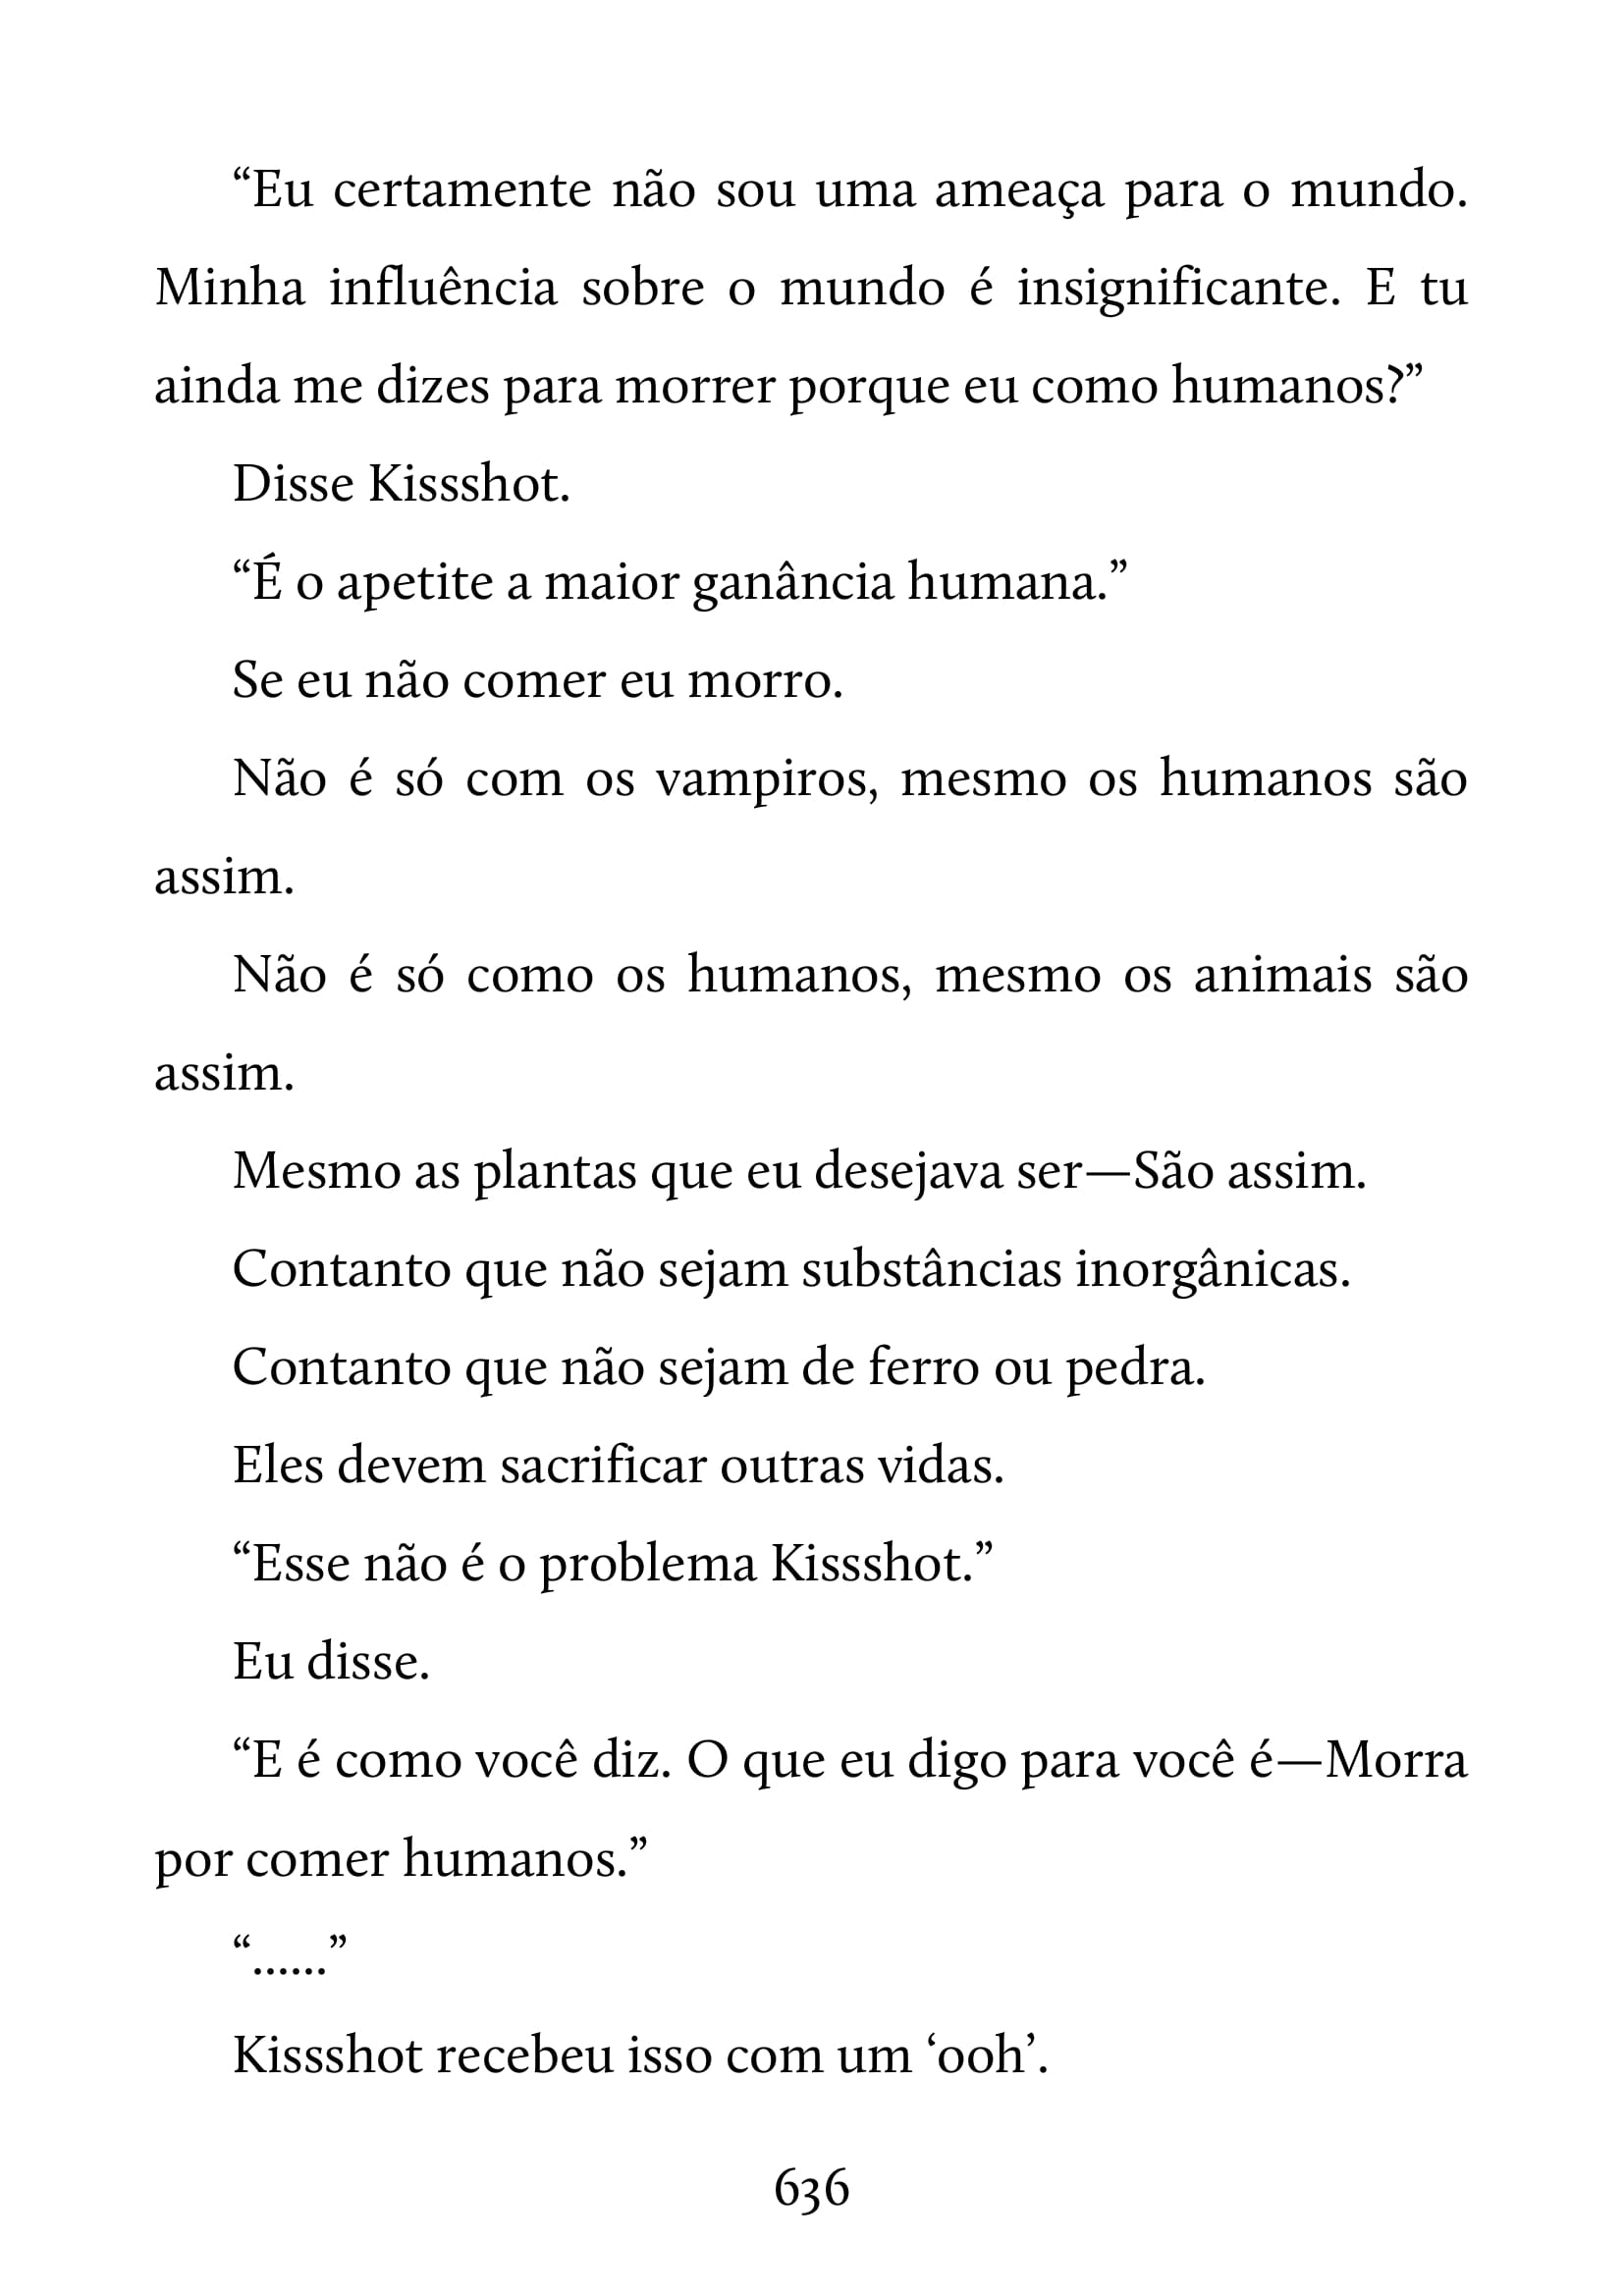 “Eu certamente não sou uma ameaça para o mundo.
Minha influência sobre o mundo é insignificante. E tu
ainda me dizes para morrer porque eu como humanos?”
Disse Kissshot.
“É o apetite a maior ganância humana.”
Se eu não comer eu morro.
Não é só com os vampiros, mesmo os humanos são
assim.
Não é só como os humanos, mesmo os animais são
assim.
Mesmo as plantas que eu desejava ser—São assim.
Contanto que não sejam substâncias inorgânicas.
Contanto que não sejam de ferro ou pedra.
Eles devem sacrificar outras vidas.
“Esse não é o problema Kissshot.”
Eu disse.
“E é como você diz. O que eu digo para você é—Morra
por comer humanos.”
“......”
Kissshot recebeu isso com um ‘ooh’.
636